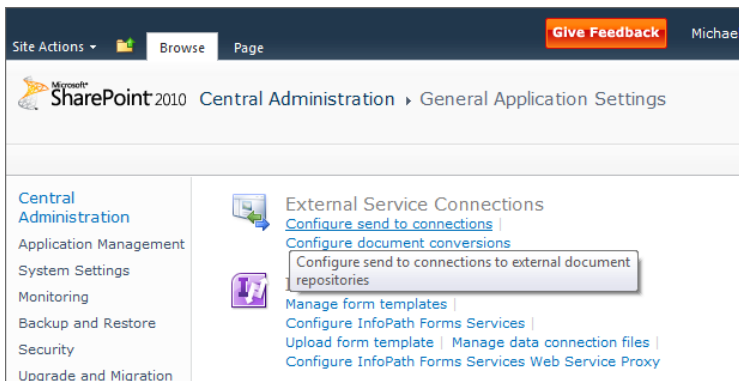 Give Feedback
Michae
Site Actions
Browse
Page
Microsoft
SharePoint 2010
Central Administration
General Application Settings
Central
Administration
Application Management
System Settings
Monitoring
Backup and Restore
Security
Upgrade and Migration
External Service Connections
Configure send to connections |
Configure document conversions
Configure send to connections to external document
repositories
Manage form templates |
Configure InfoPath Forms Services |
Upload form template | Manage data connection files |
Configure InfoPath Forms Services Web Service Proxy